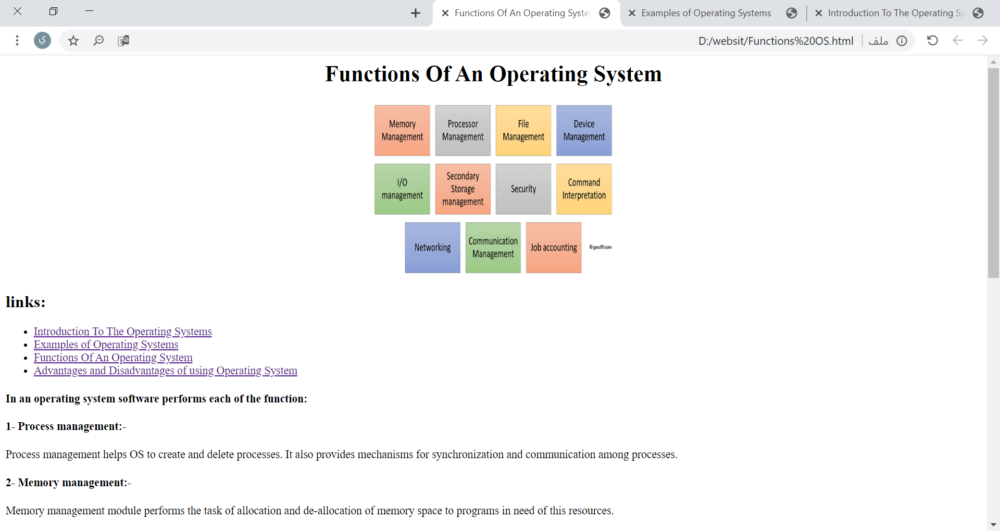 Functions Of An Operating Syste
Examples of Operating Systems
Introduction To The Operating Sy
ي
D:/websit/Functions%20OS.html
ملف
Functions Of An Operating System
Memory
Management
Processor
Management
File
Management
Device
Management
I/O
management
Secondary
Storage
management
Security
Command
Interpretation
Networking
Communication
Management
Job accounting
© guru99.com
links:
• Introduction To The Operating Systems
• Examples of Operating Systems
• Functions Of An Operating System
• Advantages and Disadvantages of using Operating System
In an operating system software performs each of the function:
1- Process management:-
Process management helps OS to create and delete processes. It also provides mechanisms for synchronization and communication among processes.
2- Memory management:-
Memory management module performs the task of allocation and de-allocation of memory space to programs in need of this resources.